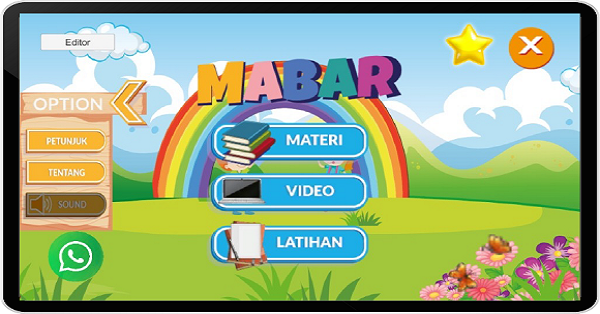 Editor
MABAR
OPTION
PETUNJUK
TENTANG
SOUND
MATERI
VIDEO
LATIHAN